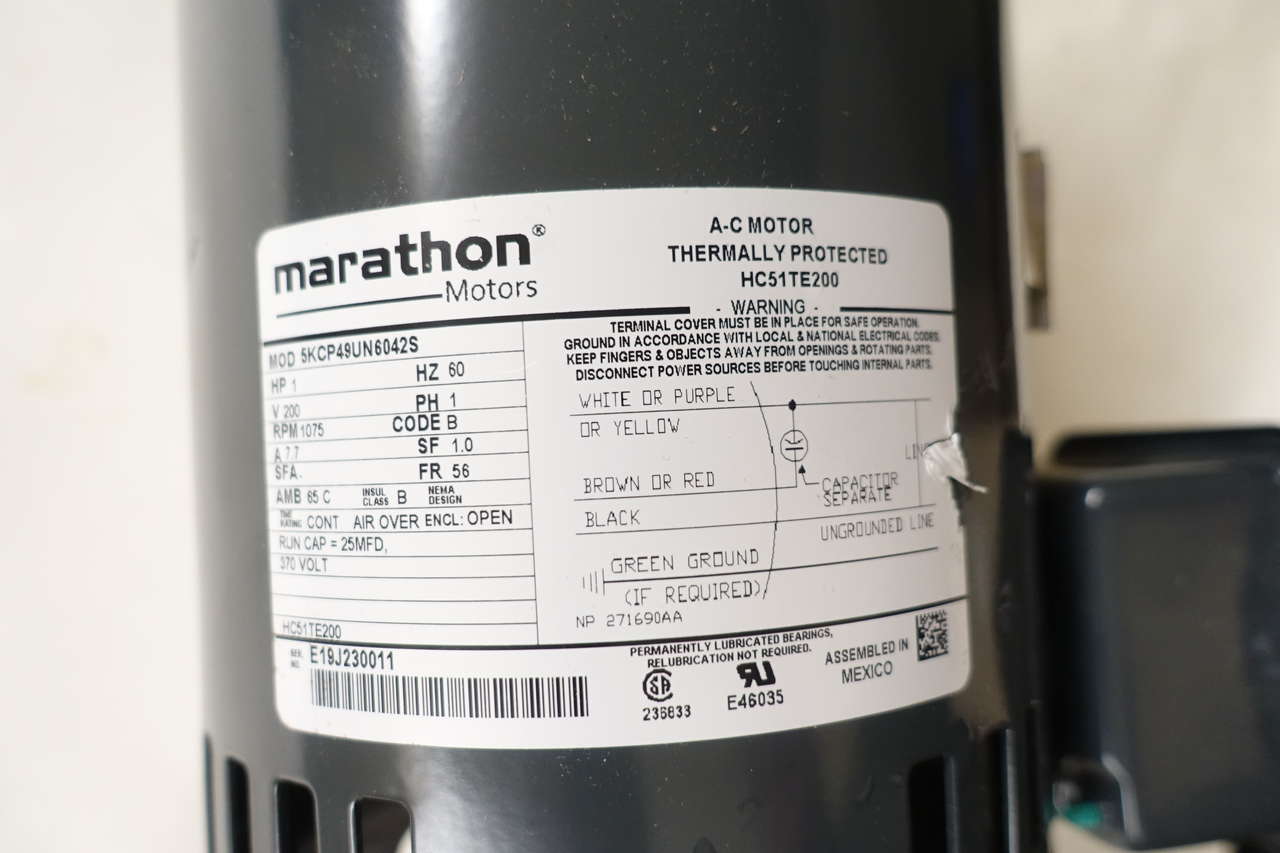 marathon®
Motors
A-C MOTOR
THERMALLY PROTECTED
HC51TE200
- WARNING -
TERMINAL COVER MUST BE IN PLACE FOR SAFE OPERATION.
GROUND IN ACCORDANCE WITH LOCAL & NATIONAL ELECTRICAL CODES.
KEEP FINGERS & OBJECTS AWAY FROM OPENINGS & ROTATING PARTS.
DISCONNECT POWER SOURCES BEFORE TOUCHING INTERNAL PARTS.
MOD 5KCP49UN6042S
HP 1 HZ 60
V 200 PH 1
RPM 1075 CODE B
A 7.7 SF 1.0
SFA FR 56
AMB 65 C INSUL CLASS B NEMA DESIGN
TIME RATING CONT AIR OVER ENCL: OPEN
RUN CAP = 25MFD,
370 VOLT
HC51TE200
WHITE OR PURPLE
OR YELLOW
LINE
BROWN OR RED
CAPACITOR
SEPARATE
BLACK
UNGROUNDED LINE
GREEN GROUND
(IF REQUIRED)
NP 271690AA
SER. NO. E19J230011
PERMANENTLY LUBRICATED BEARINGS,
RELUBRICATION NOT REQUIRED.
236833
E46035
ASSEMBLED IN
MEXICO